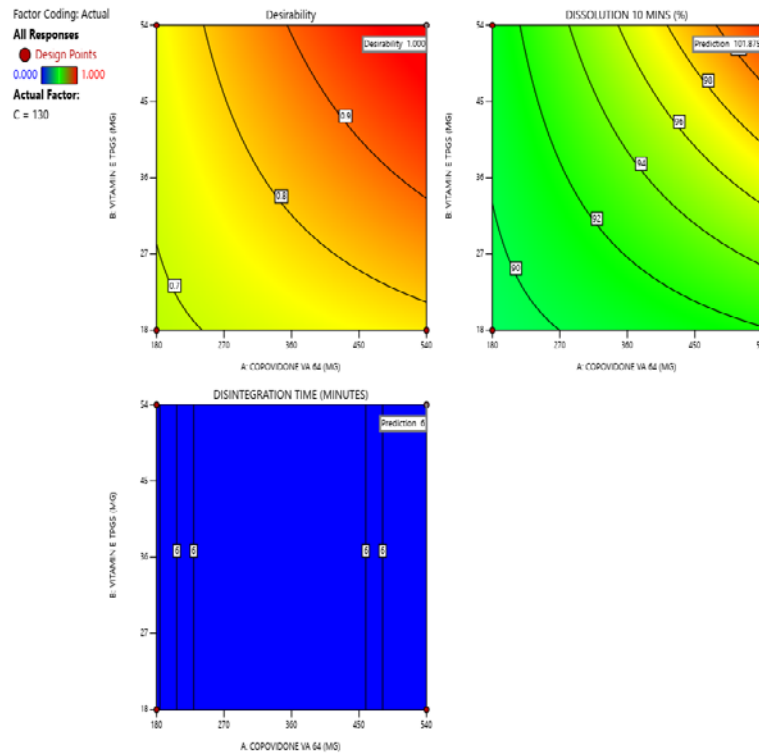 Factor Coding: Actual
All Responses
Design Points
0.000 1.000
Actual Factor:
C = 130
Desirability
54
45
36
27
18
B: VITAMIN E TPGS (MG)
Desirability 1.000
0.9
0.8
0.7
180 270 360 450 540
A: COPOVIDONE VA 64 (MG)
DISSOLUTION 10 MINS (%)
54
45
36
27
18
B: VITAMIN E TPGS (MG)
Prediction 101.875
98
96
94
92
90
180 270 360 450
A: COPOVIDONE VA 64 (MG)
DISINTEGRATION TIME (MINUTES)
54
45
36
27
18
B: VITAMIN E TPGS (MG)
Prediction 6
6 6 6 6
180 270 360 450 540
A: COPOVIDONE VA 64 (MG)